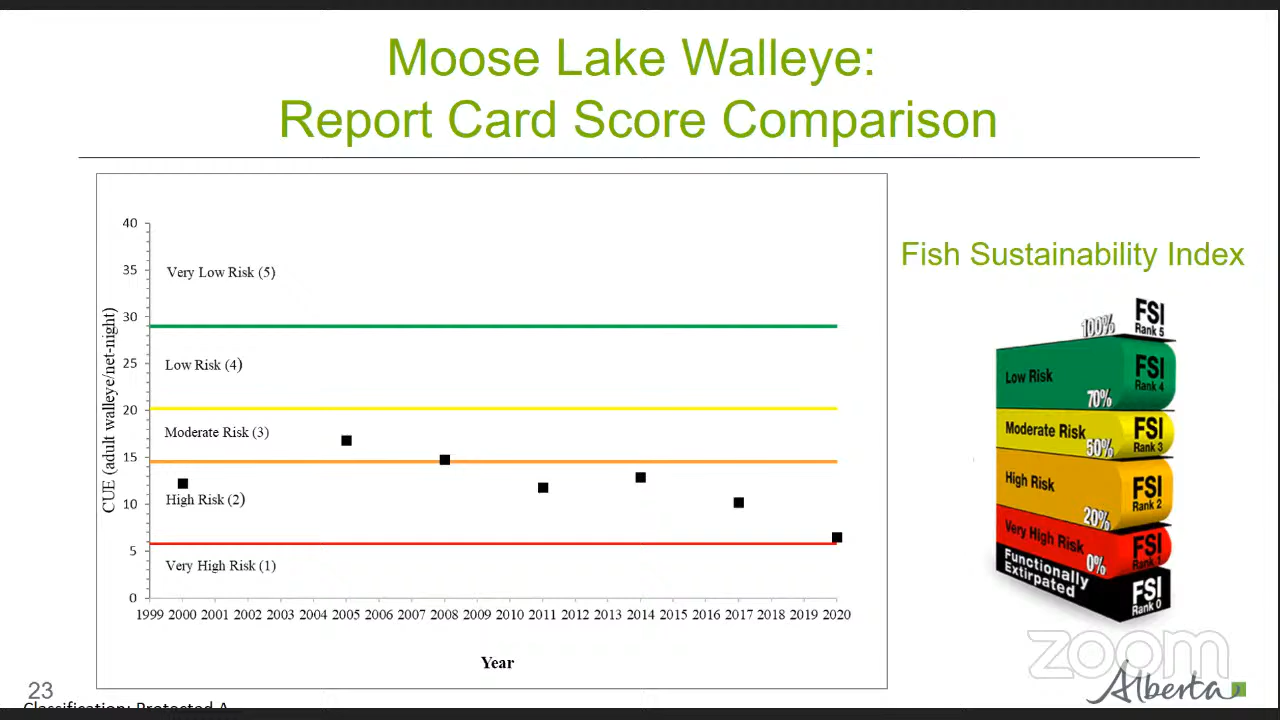 Moose Lake Walleye:
Report Card Score Comparison
Fish Sustainability Index
CUE (adult walleye/net-night)
40
35
30
25
20
15
10
5
0
Very Low Risk (5)
Low Risk (4)
Moderate Risk (3)
High Risk (2)
Very High Risk (1)
1999 2000 2001 2002 2003 2004 2005 2006 2007 2008 2009 2010 2011 2012 2013 2014 2015 2016 2017 2018 2019 2020
Year
100% FSI
Rank 5
Low Risk FSI
70% Rank 4
Moderate Risk FSI
50% Rank 3
High Risk FSI
20% Rank 2
Very High Risk FSI
0% Rank 1
Functionally
Extirpated
FSI
Rank 0
zoom
Alberta
23
Classification: Protected A